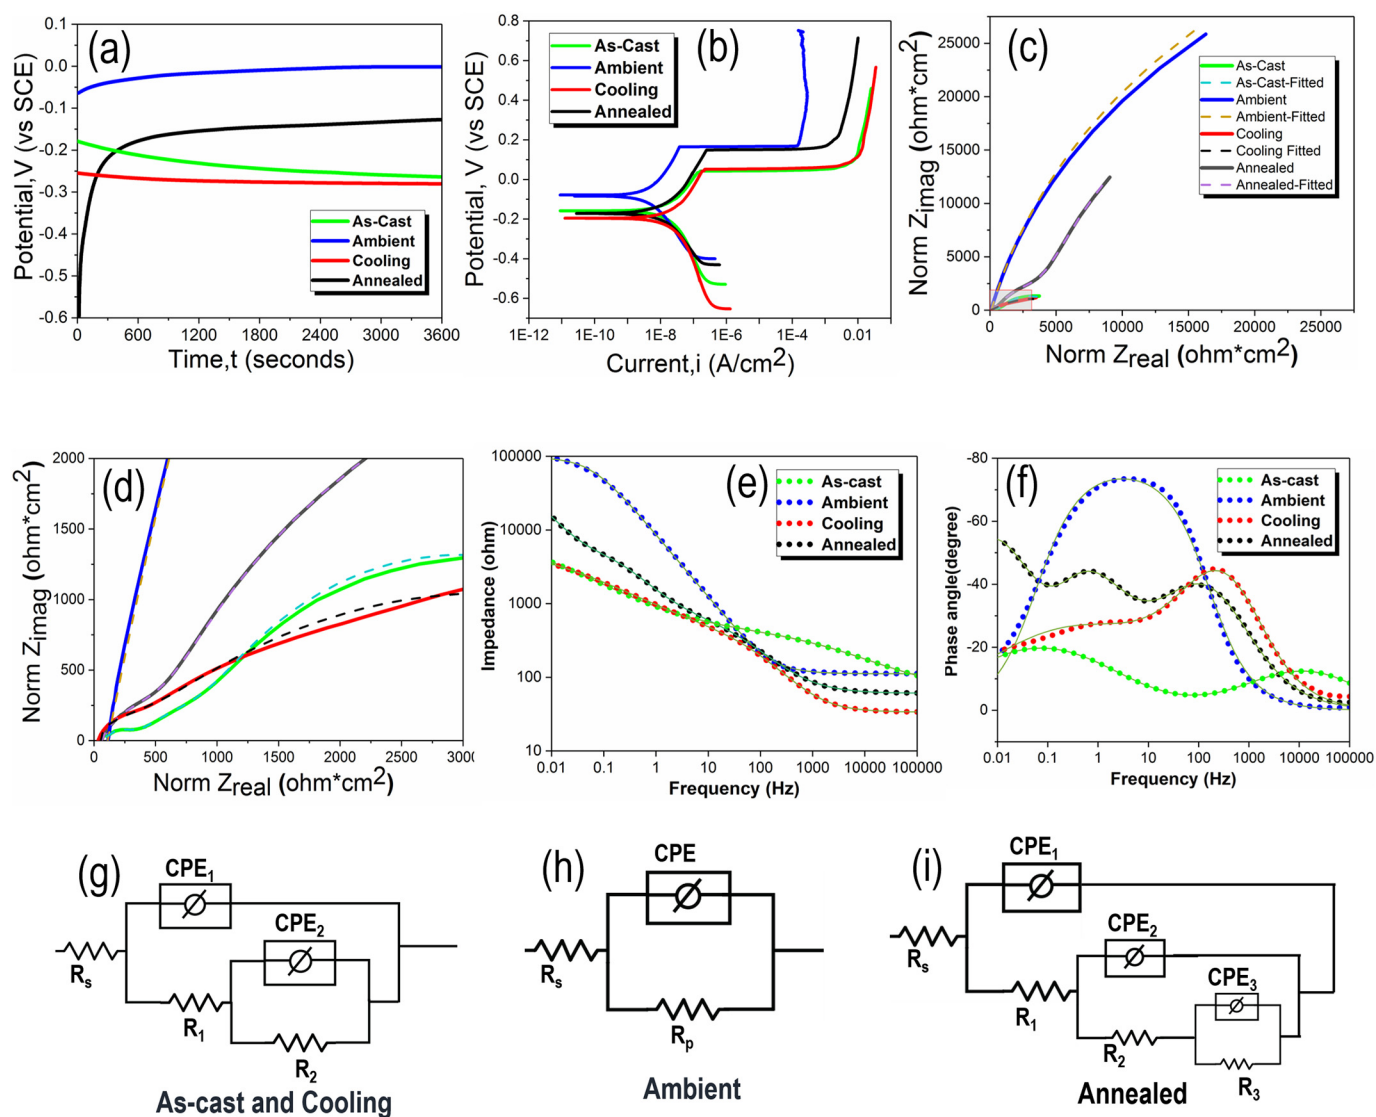 (a)
Potential,V (vs SCE)
0.1
0.0
-0.1
-0.2
-0.3
-0.4
-0.5
-0.6
As-Cast
Ambient
Cooling
Annealed
0 600 1200 1800 2400 3000 3600
Time,t (seconds)
(b)
Potential, V (vs SCE)
0.8
0.6
0.4
0.2
0.0
-0.2
-0.4
-0.6
As-Cast
Ambient
Cooling
Annealed
1E-12 1E-10 1E-8 1E-6 1E-4 0.01
Current,i (A/cm2)
(c)
Norm Zimag (ohm*cm2)
25000
20000
15000
10000
5000
0
As-Cast
As-Cast-Fitted
Ambient
Ambient-Fitted
Cooling
Cooling Fitted
Annealed
Annealed-Fitted
0 5000 10000 15000 20000 25000
Norm Zreal (ohm*cm2)
(d)
Norm Zimag (ohm*cm2)
2000
1500
1000
500
0
0 500 1000 1500 2000 2500 3000
Norm Zreal (ohm*cm2)
(e)
Impedance (ohm)
100000
10000
1000
100
10
As-cast
Ambient
Cooling
Annealed
0.01 0.1 1 10 100 1000 10000 100000
Frequency (Hz)
(f)
Phase angle(degree)
-80
-60
-40
-20
0
As-cast
Ambient
Cooling
Annealed
0.01 0.1 1 10 100 1000 10000 100000
Frequency (Hz)
(g)
CPE1
CPE2
Rs
R1
R2
As-cast and Cooling
(h)
CPE
Rs
Rp
Ambient
(i)
CPE1
CPE2
CPE3
Rs
R1
R2
R3
Annealed